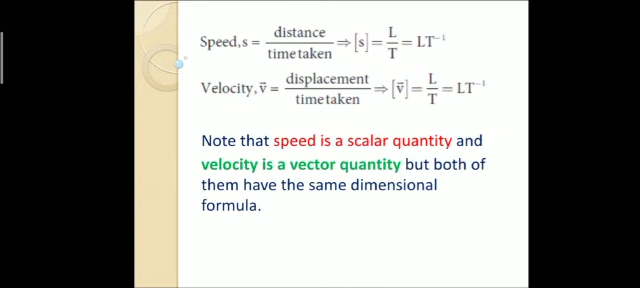 Speed, s = distance / time taken ⇒ [s] = L / T = LT⁻¹
Velocity, v⃗ = displacement / time taken ⇒ [v⃗] = L / T = LT⁻¹
Note that speed is a scalar quantity and
velocity is a vector quantity but both of
them have the same dimensional
formula.